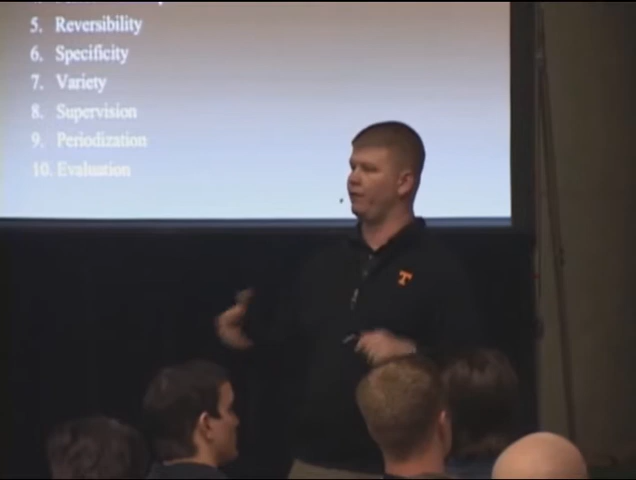 5. Reversibility
6. Specificity
7. Variety
8. Supervision
9. Periodization
10. Evaluation
T